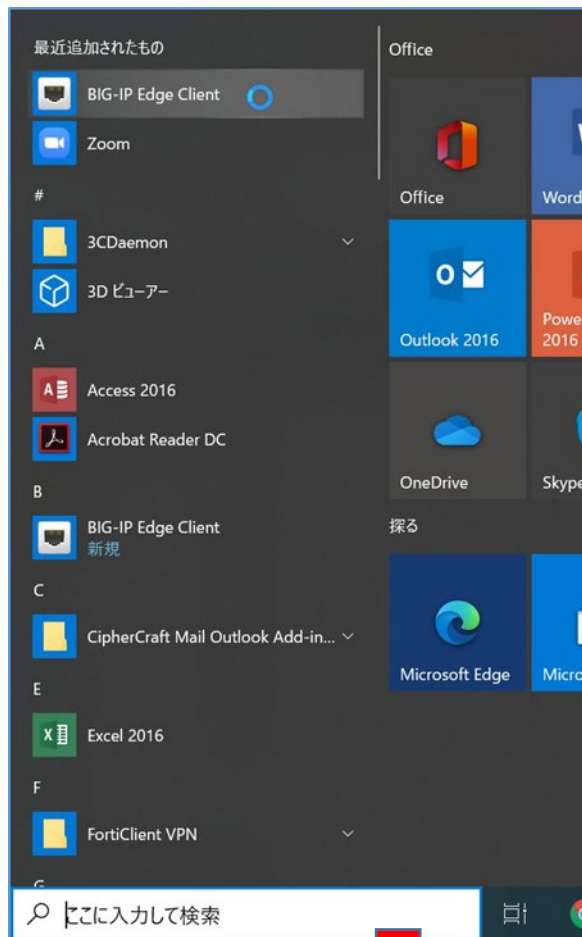 最近追加されたもの
BIG-IP Edge Client
Zoom
#
3CDaemon
3D ビューアー
A
Access 2016
Acrobat Reader DC
B
BIG-IP Edge Client
新規
C
CipherCraft Mail Outlook Add-in...
E
Excel 2016
F
FortiClient VPN
G
ここに入力して検索
Office
Office
Word
Outlook 2016
Powe
2016
OneDrive
Skype
探る
Microsoft Edge
Micro